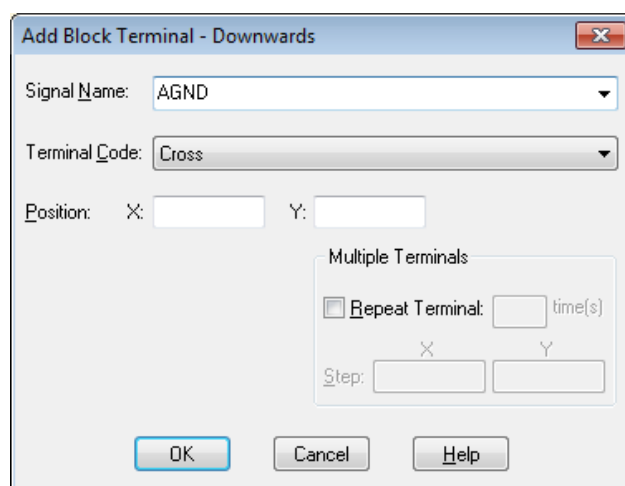 Add Block Terminal - Downwards
Signal Name: AGND
Terminal Code: Cross
Position: X: Y:
Multiple Terminals
Repeat Terminal: time(s)
X Y
Step:
OK Cancel Help